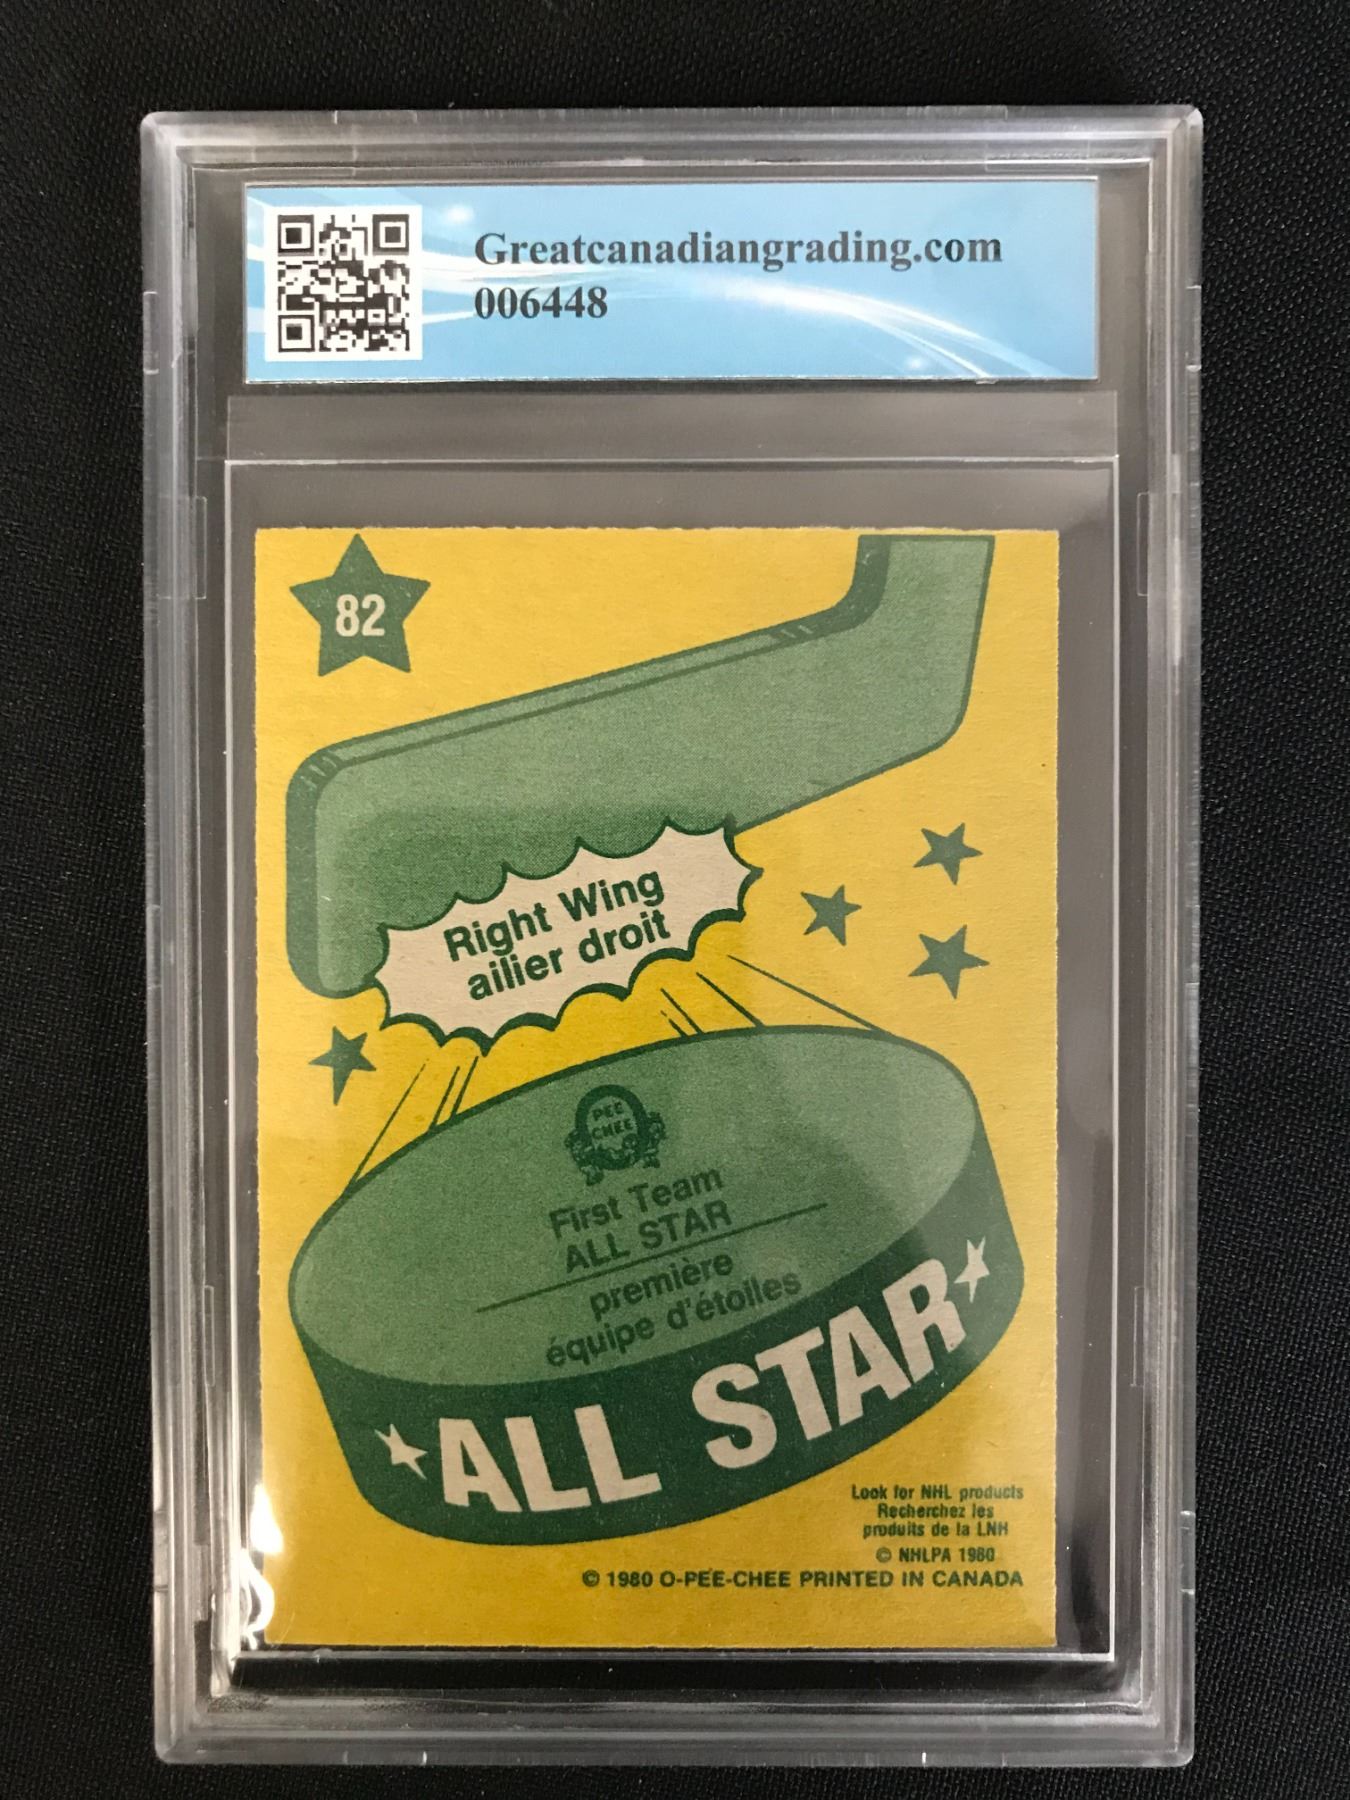 Greatcanadiangrading.com
006448
82
Right Wing
ailier droit
PEE
CHEE
First Team
ALL STAR
première
équipe d'étoiles
ALL STAR
Look for NHL products
Recherchez les
produits de la LNH
© NHLPA 1980
© 1980 O-PEE-CHEE PRINTED IN CANADA